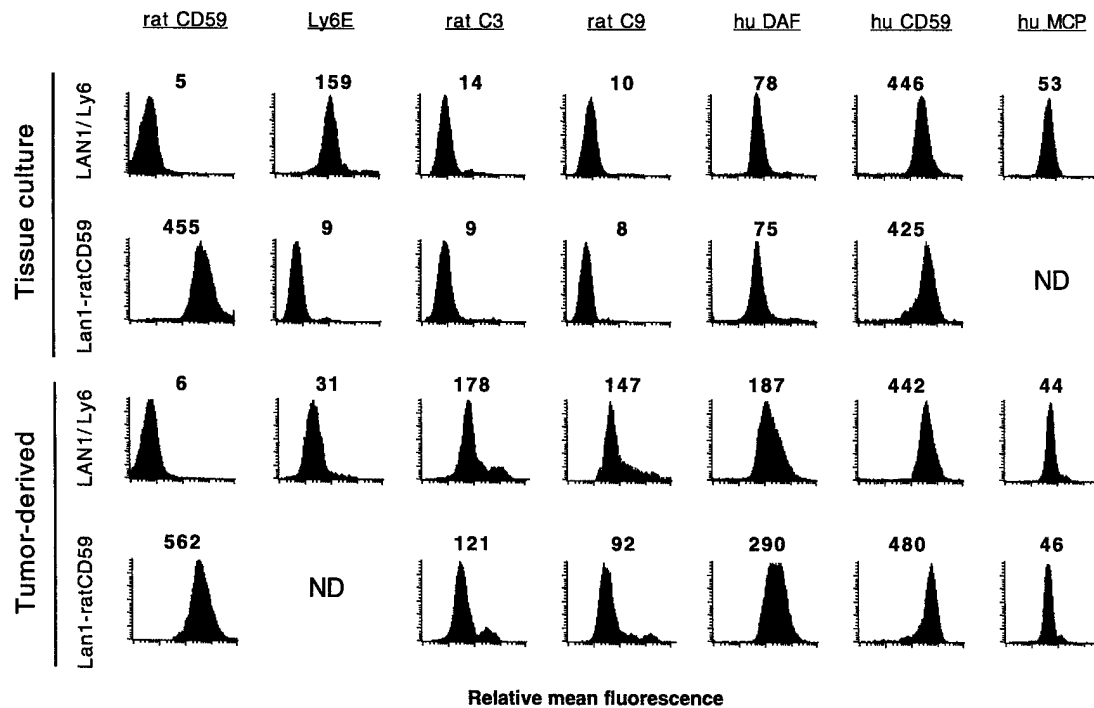 rat CD59 Ly6E rat C3 rat C9 hu DAF hu CD59 hu MCP
Tissue culture
LAN1/Ly6
5 159 14 10 78 446 53
Lan1-ratCD59
455 9 9 8 75 425 ND
Tumor-derived
LAN1/Ly6
6 31 178 147 187 442 44
Lan1-ratCD59
562 ND 121 92 290 480 46
Relative mean fluorescence